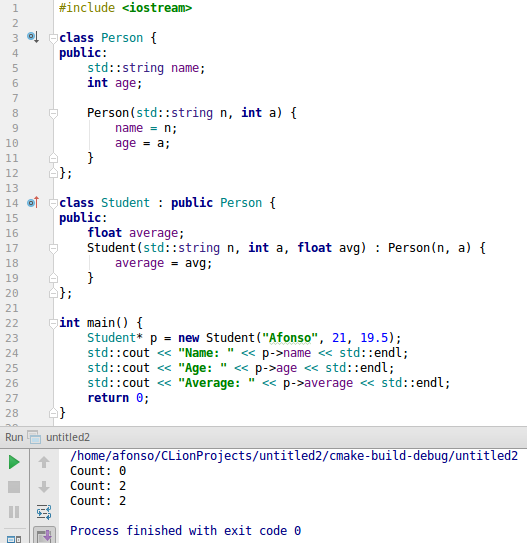 1 #include <iostream>
2
3 class Person {
4 public:
5     std::string name;
6     int age;
7
8     Person(std::string n, int a) {
9         name = n;
10         age = a;
11     }
12 };
13
14 class Student : public Person {
15 public:
16     float average;
17     Student(std::string n, int a, float avg) : Person(n, a) {
18         average = avg;
19     }
20 };
21
22 int main() {
23     Student* p = new Student("Afonso", 21, 19.5);
24     std::cout << "Name: " << p->name << std::endl;
25     std::cout << "Age: " << p->age << std::endl;
26     std::cout << "Average: " << p->average << std::endl;
27     return 0;
28 }
Run untitled2
/home/afonso/CLionProjects/untitled2/cmake-build-debug/untitled2
Count: 0
Count: 2
Count: 2
Process finished with exit code 0